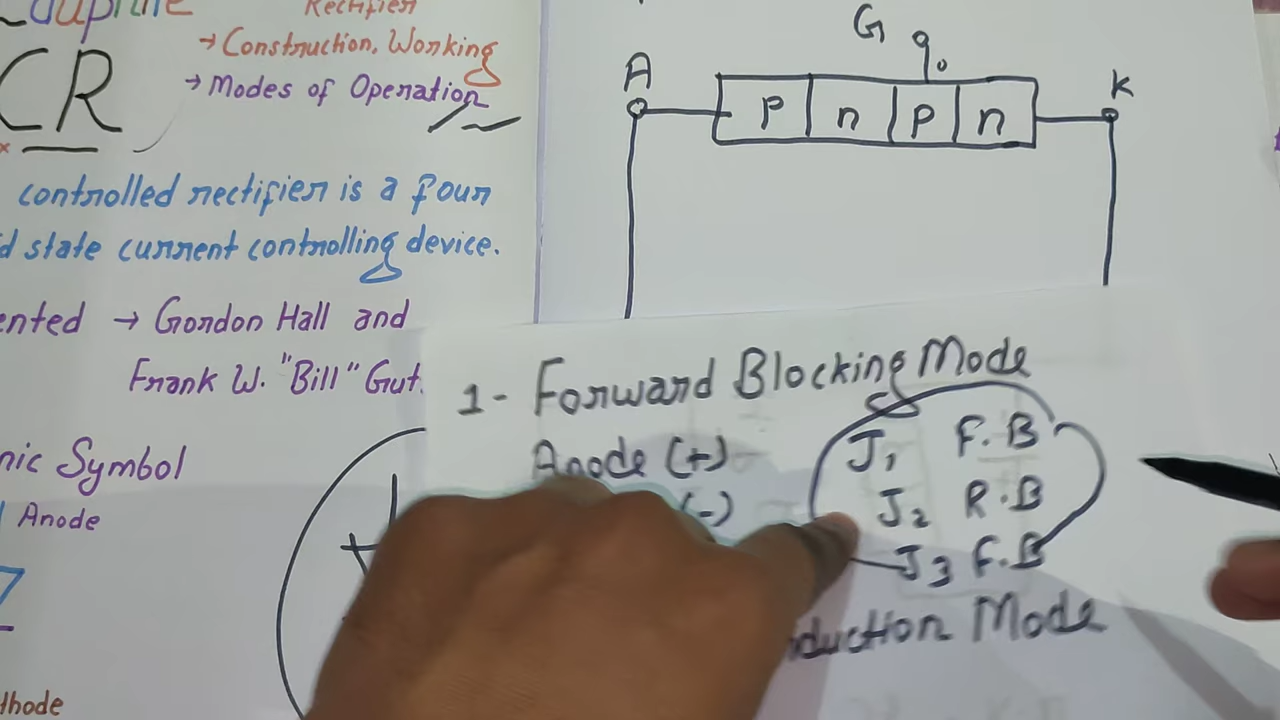 Rectifier
CR
→ Construction, Working
→ Modes of Operation
controlled rectifier is a four
d state current controlling device.
ented → Gordon Hall and
Frank W. "Bill" Gut.
nic Symbol
Anode
thode
G
g
A
K
p n p n
1- Forward Blocking Mode
Anode (+)
(-)
J1 F.B
J2 R.B
J3 F.B
duction Mode